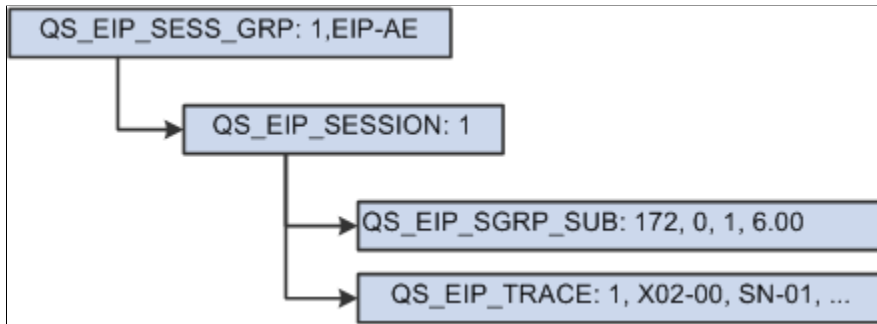 QS_EIP_SESS_GRP: 1,EIP-AE
QS_EIP_SESSION: 1
QS_EIP_SGRP_SUB: 172, 0, 1, 6.00
QS_EIP_TRACE: 1, X02-00, SN-01, ...